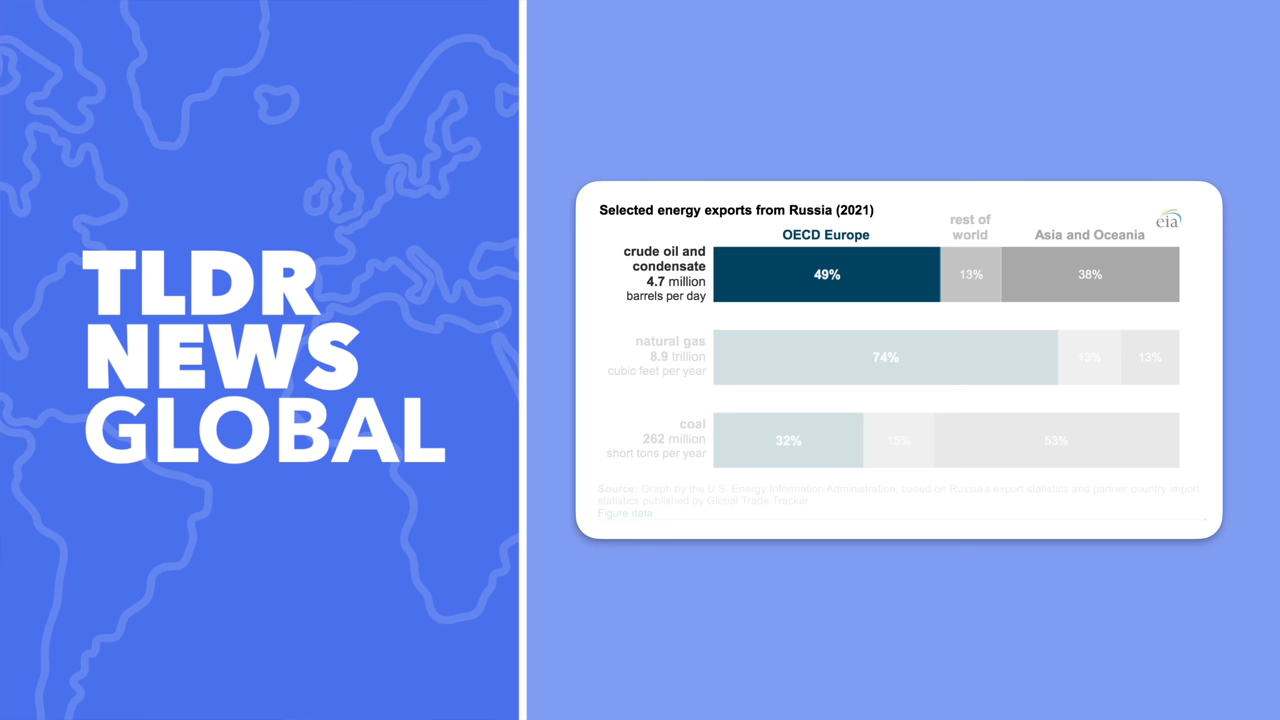 TLDR
NEWS
GLOBAL
Selected energy exports from Russia (2021)
eia
OECD Europe
rest of
world
Asia and Oceania
crude oil and
condensate
4.7 million
barrels per day
49%
13%
38%
natural gas
8.9 trillion
cubic feet per year
74%
13%
13%
coal
262 million
short tons per year
32%
15%
53%
Source: Graph by the U.S. Energy Information Administration, based on Russia's export statistics and partner country import
statistics published by Global Trade Tracker
Figure data